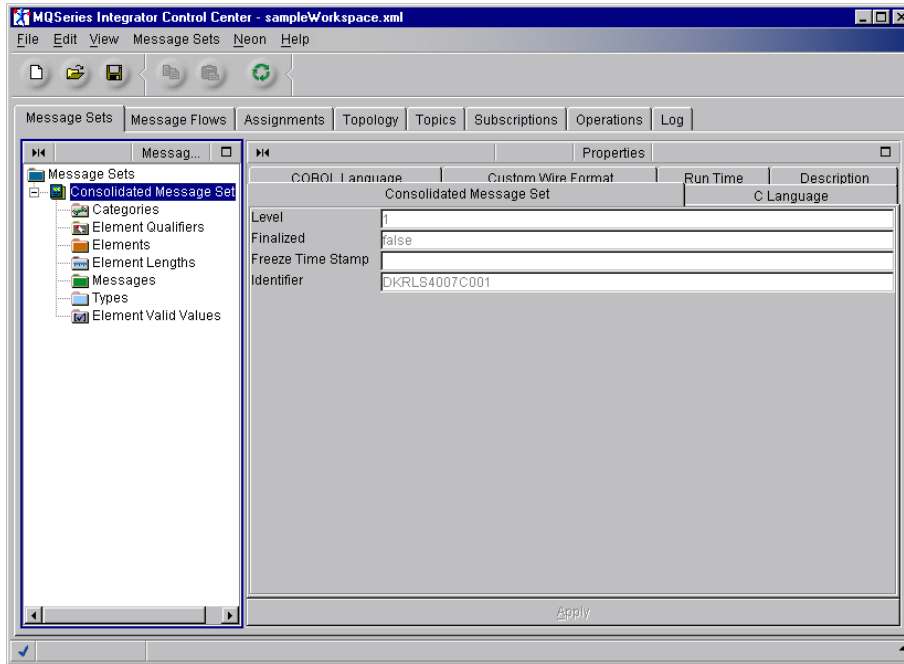 MQSeries Integrator Control Center - sampleWorkspace.xml
File Edit View Message Sets Neon Help
Message Sets Message Flows Assignments Topology Topics Subscriptions Operations Log
Messag... Properties
Message Sets
Consolidated Message Set
Categories
Element Qualifiers
Elements
Element Lengths
Messages
Types
Element Valid Values
COBOL Language Custom Wire Format Run Time Description
Consolidated Message Set C Language
Level 1
Finalized false
Freeze Time Stamp
Identifier DKRLS4007C001
Apply